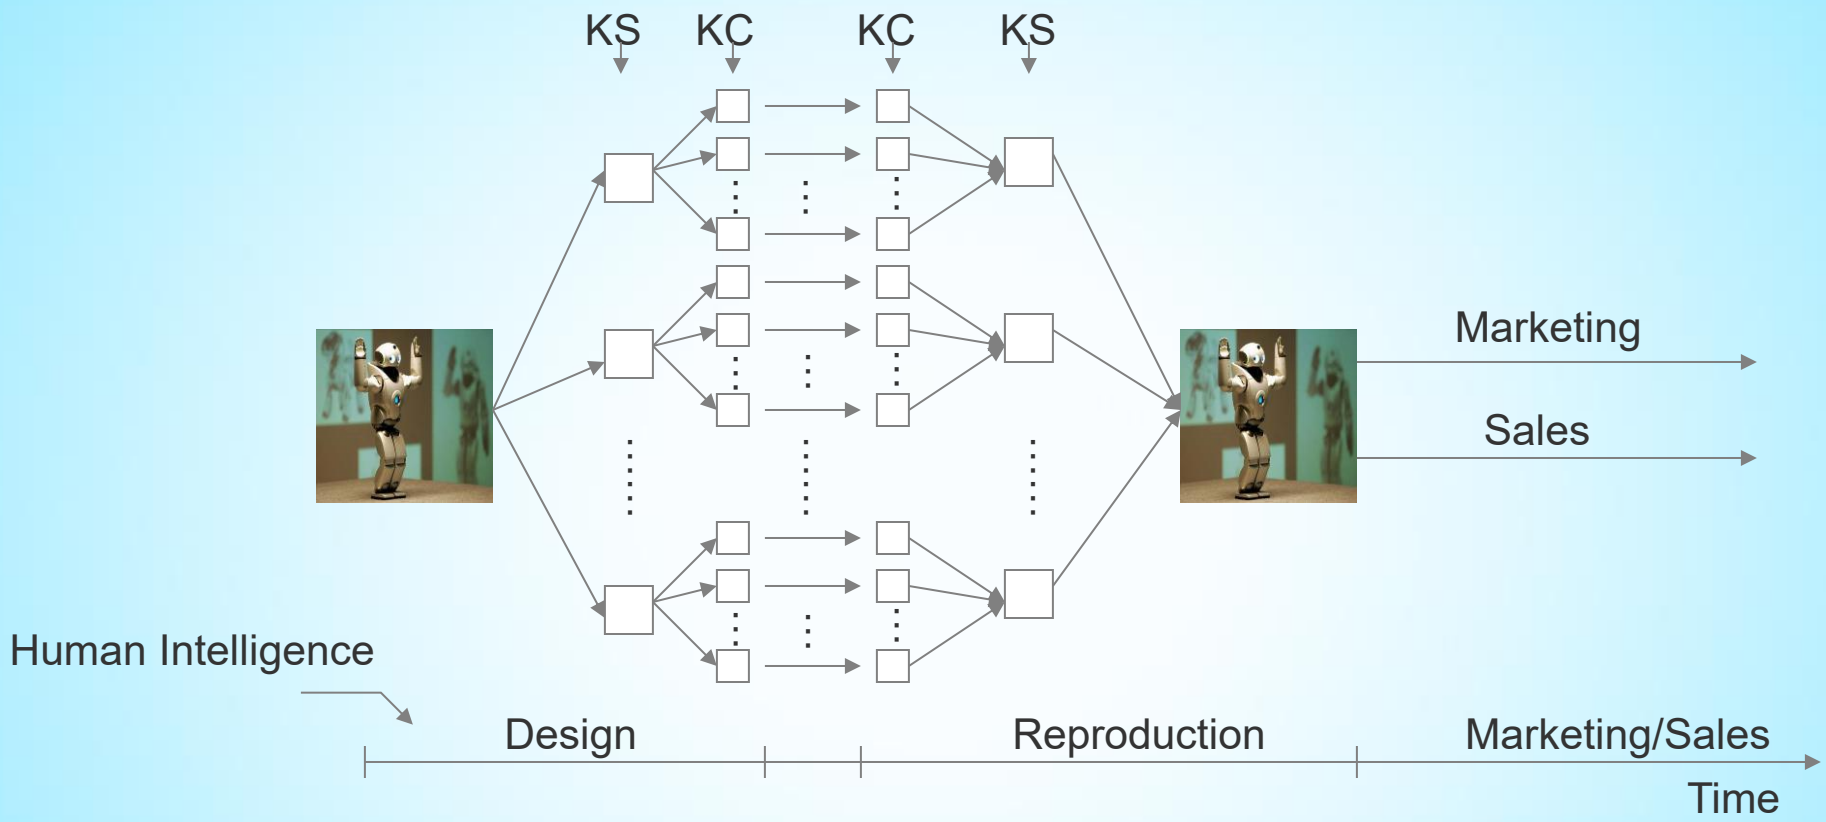 KS
KC
KC
KS
Marketing
Sales
Human Intelligence
Design
Reproduction
Marketing/Sales
Time